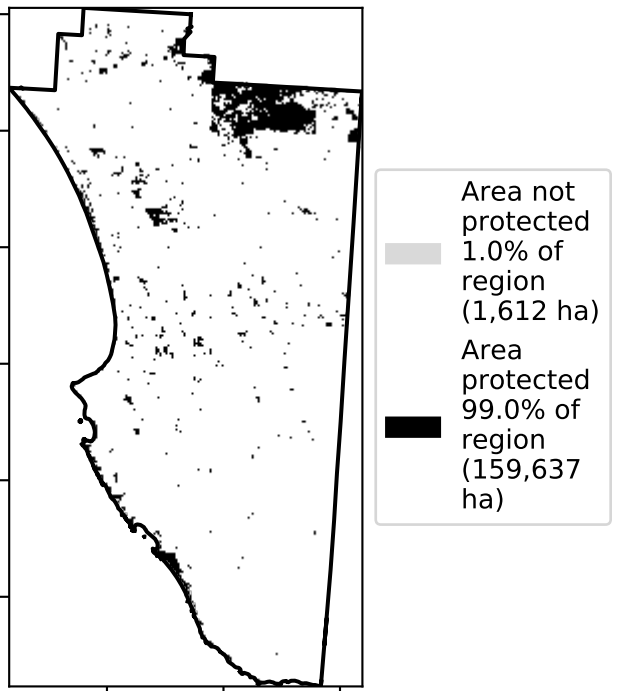 Area not
protected
1.0% of
region
(1,612 ha)
Area
protected
99.0% of
region
(159,637
ha)